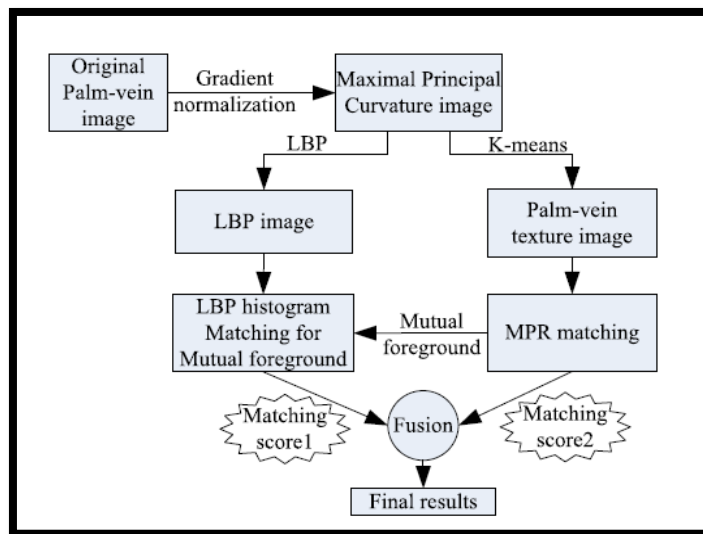 Original
Palm-vein
image
Gradient
normalization
Maximal Principal
Curvature image
LBP
K-means
LBP image
Palm-vein
texture image
LBP histogram
Matching for
Mutual foreground
Mutual
foreground
MPR matching
Matching
score1
Fusion
Matching
score2
Final results